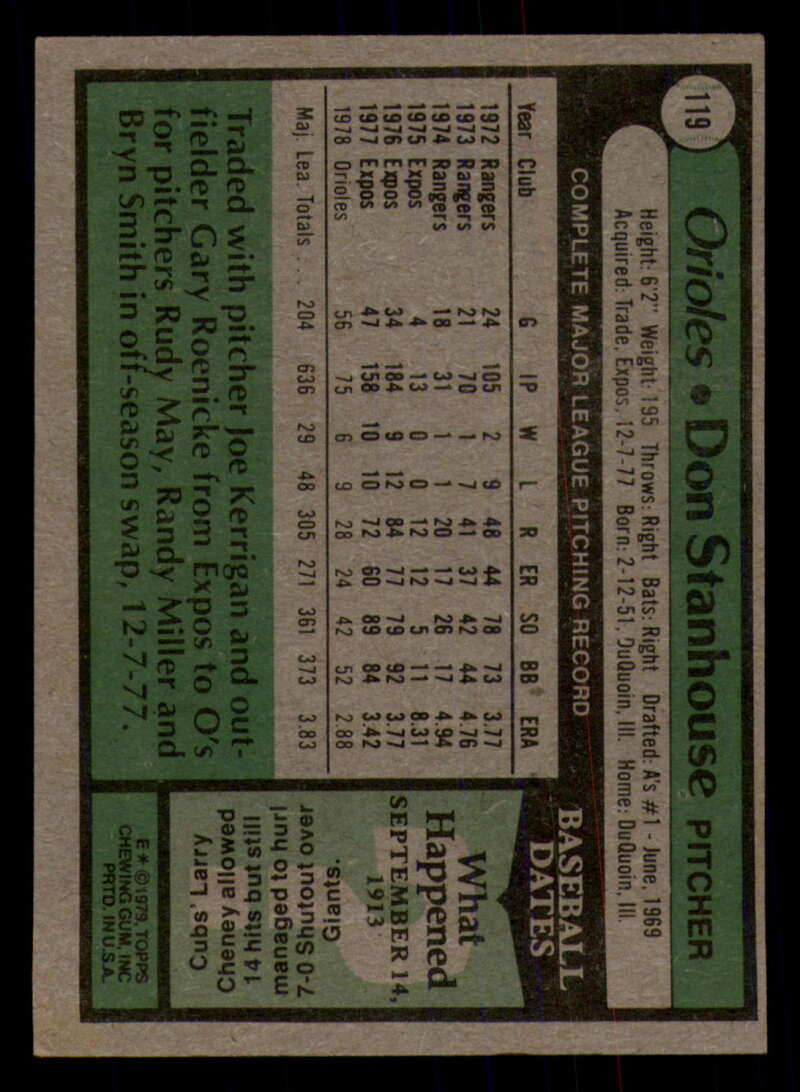 119
Orioles • Don Stanhouse PITCHER
Height: 6'2" Weight: 195 Throws: Right Bats: Right Drafted: A's #1 - June, 1969
Acquired: Trade, Expos, 12-7-77 Born: 2-12-51, DuQuoin, Ill. Home: DuQuoin, Ill.
COMPLETE MAJOR LEAGUE PITCHING RECORD
Year Club G IP W L R ER SO BB ERA
1972 Rangers 24 105 2 9 48 44 78 73 3.77
1973 Rangers 21 70 1 7 41 37 42 44 4.76
1974 Rangers 18 31 1 1 20 17 26 17 4.94
1975 Expos 4 13 0 0 12 12 5 11 8.31
1976 Expos 34 184 9 12 84 77 79 92 3.77
1977 Expos 47 158 10 10 72 60 89 84 3.42
1978 Orioles 56 75 6 9 28 24 42 52 2.88
Maj. Lea. Totals . . . 204 636 29 48 305 271 361 373 3.83
Traded with pitcher Joe Kerrigan and out-
fielder Gary Roenicke from Expos to O's
for pitchers Rudy May, Randy Miller and
Bryn Smith in off-season swap, 12-7-77.
BASEBALL
DATES
What
Happened
SEPTEMBER 14,
1913
Cubs' Larry
Cheney allowed
14 hits but still
managed to hurl
7-0 Shutout over
Giants.
E * © 1979, TOPPS
CHEWING GUM, INC
PRTD. IN U.S.A.